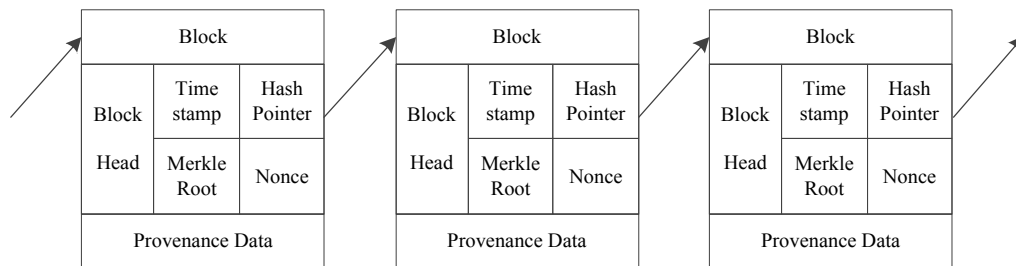 Block
Block
Head
Time
stamp
Hash
Pointer
Merkle
Root
Nonce
Provenance Data
Block
Block
Head
Time
stamp
Hash
Pointer
Merkle
Root
Nonce
Provenance Data
Block
Block
Head
Time
stamp
Hash
Pointer
Merkle
Root
Nonce
Provenance Data